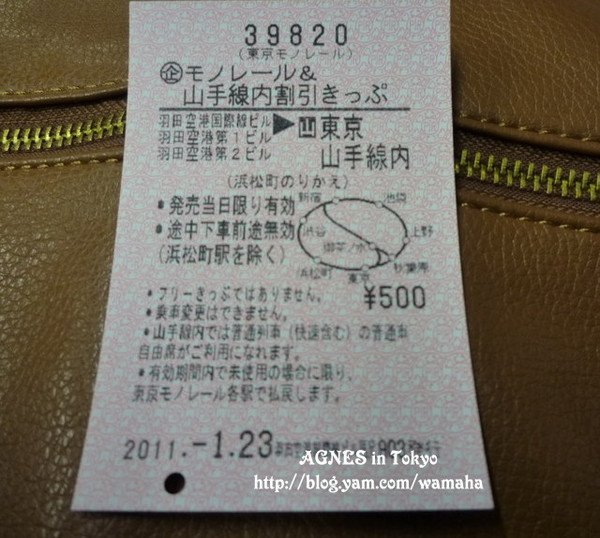 39820
(東京モノレール)
企モノレール&
山手線内割引きっぷ
羽田空港国際線ビル
羽田空港第1ビル
羽田空港第2ビル
▶山東京
山手線内
(浜松町のりかえ)
・発売当日限り有効
・途中下車前途無効
(浜松町駅を除く)
新宿
池袋
渋谷
上野
御茶ノ水
秋葉原
浜松町
東京
¥500
・フリーきっぷではありません。
・乗車変更はできません。
・山手線内では普通列車(快速含む)の普通車
自由席がご利用になれます。
・有効期間内で未使用の場合に限り、
東京モノレール各駅で払戻します。
2011.-1.23
AGNES in Tokyo
http://blog.yam.com/wamaha